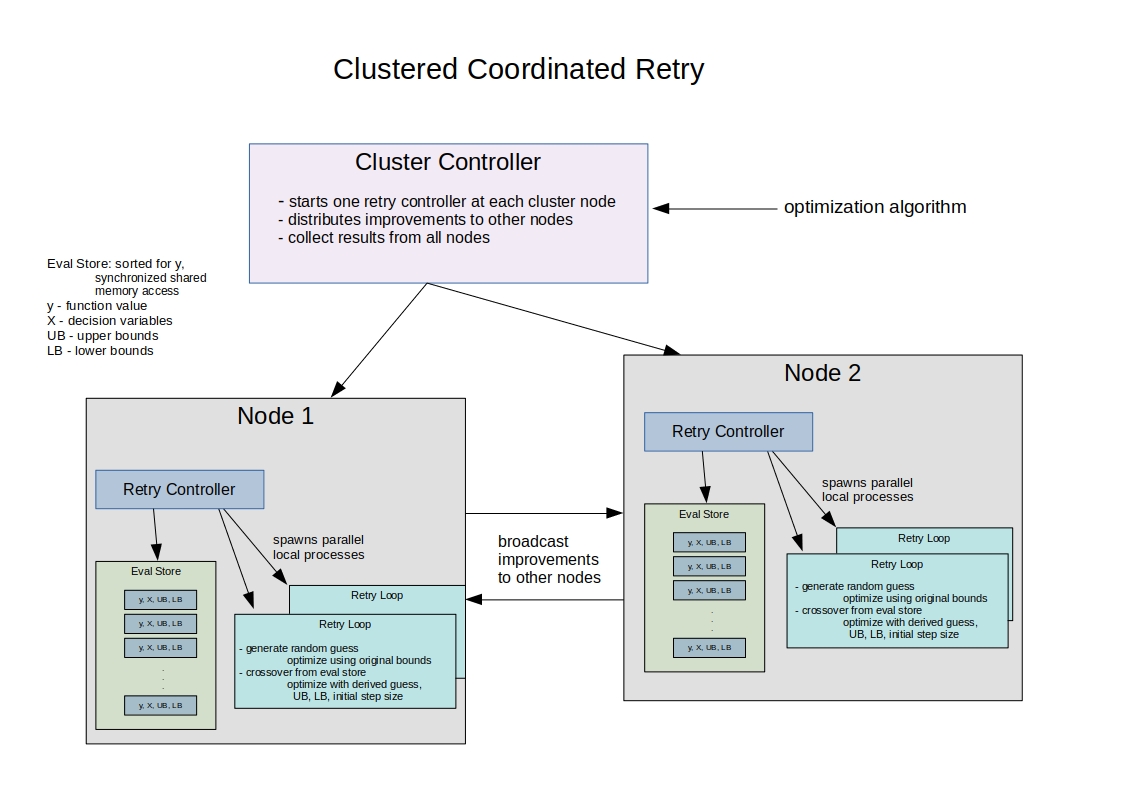 Clustered Coordinated Retry
Cluster Controller
- starts one retry controller at each cluster node
- distributes improvements to other nodes
- collect results from all nodes
optimization algorithm
Eval Store: sorted for y,
synchronized shared
memory access
y - function value
X - decision variables
UB - upper bounds
LB - lower bounds
Node 1
Retry Controller
spawns parallel
local processes
Eval Store
y, X, UB, LB
y, X, UB, LB
y, X, UB, LB
.
.
.
y, X, UB, LB
Retry Loop
Retry Loop
- generate random guess
optimize using original bounds
- crossover from eval store
optimize with derived guess,
UB, LB, initial step size
broadcast
improvements
to other nodes
Node 2
Retry Controller
spawns parallel
local processes
Eval Store
y, X, UB, LB
y, X, UB, LB
y, X, UB, LB
.
.
.
y, X, UB, LB
Retry Loop
Retry Loop
- generate random guess
optimize using original bounds
- crossover from eval store
optimize with derived guess,
UB, LB, initial step size